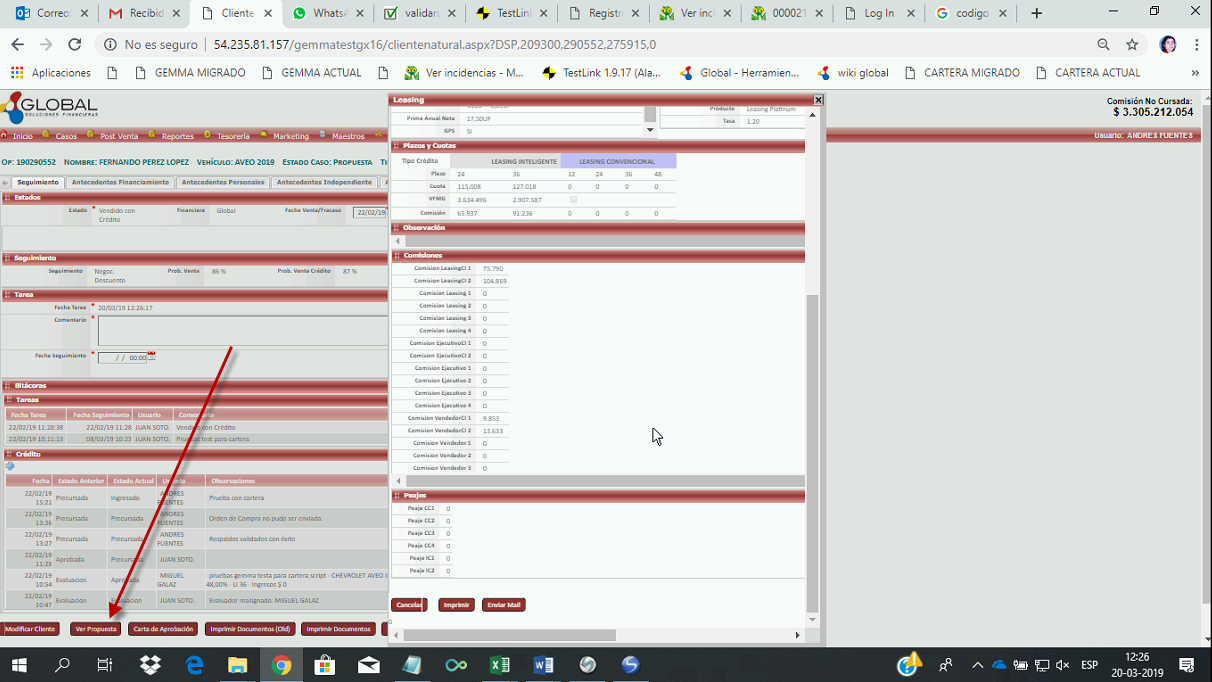 Correo: Recibid Cliente WhatsA validaru TestLink Registro Ver inci 000021 Log In codigo
No es seguro 54.235.81.157/gemmatestgx16/clientenatural.aspx?DSP,209300,290552,275915,0
Aplicaciones GEMMA MIGRADO GEMMA ACTUAL Ver incidencias - M... TestLink 1.9.17 (Ala... Global - Herramien... wiki global CARTERA MIGRADO CARTERA ACTUAL »
GLOBAL
SOLUCIONES FINANCIERAS
Comisión No Cursada:
$ 3.305.212.054
Inicio Casos Post Venta Reportes Tesorería Marketing Maestros
Usuario: ANDRES FUENTES
OP: 190290552 NOMBRE: FERNANDO PEREZ LOPEZ VEHÍCULO: AVEO 2019 ESTADO CASO: PROPUESTA
Seguimiento Antecedentes Financiamiento Antecedentes Personales Antecedentes Independiente
Estados
Estado * Vendido con Crédito Financiera Global Fecha Venta/Fracaso 22/02/19
Seguimiento
Seguimiento Negoc. Descuento Prob. Venta 86 % Prob. Venta Crédito 87 %
Tarea
Fecha Tarea * 20/03/19 12:26:17
Comentario *
Fecha Seguimiento * / / 00:00
Bitácoras
Tareas
Fecha Tarea Fecha Seguimiento Usuario Comentario
22/02/19 11:28:38 22/02/19 11:28 JUAN SOTO. Vendido con Crédito
22/02/19 10:11:13 08/03/19 10:23 JUAN SOTO. Pruebas test para cartera
Crédito
Fecha Estado Anterior Estado Actual Usuario Observaciones
22/02/19 15:21 Precursada Ingresado ANDRES FUENTES Prueba con cartera
22/02/19 13:36 Precursada Precursada ANDRES FUENTES Orden de Compra no pudo ser enviada.
22/02/19 13:27 Precursada Precursada ANDRES FUENTES Respaldos validados con éxito
22/02/19 11:28 Aprobada Precursada JUAN SOTO.
22/02/19 10:54 Evaluacion Aprobada MIGUEL GALAZ pruebas gemma testa para cartera script - CHEVROLET AVEO
48,00% - LI 36 - Ingresos $ 0
22/02/19 10:47 Evaluacion Evaluacion JUAN SOTO. Evaluador reasignado: MIGUEL GALAZ
Modificar Cliente Ver Propuesta Carta de Aprobación Imprimir Documentos (Old) Imprimir Documentos
Leasing
Prima Anual Neta 17,50UF
GPS SI
Producto Leasing Platinum
Tasa 1.20
Plazos y Cuotas
Tipo Crédito LEASING INTELIGENTE LEASING CONVENCIONAL
Plazo 24 36 12 24 36 48
Cuota 115.008 127.018 0 0 0 0
VFMG 3.634.496 2.907.587
Comisión 65.937 91.236 0 0 0 0
Observación
Comisiones
Comision LeasingCI 1 75.790
Comision LeasingCI 2 104.869
Comision Leasing 1 0
Comision Leasing 2 0
Comision Leasing 3 0
Comision Leasing 4 0
Comision EjecutivoCI 1 0
Comision EjecutivoCI 2 0
Comision Ejecutivo 1 0
Comision Ejecutivo 2 0
Comision Ejecutivo 3 0
Comision Ejecutivo 4 0
Comision VendedorCI 1 9.853
Comision VendedorCI 2 13.633
Comision Vendedor 1 0
Comision Vendedor 2 0
Comision Vendedor 3 0
Peajes
Peaje CC1 0
Peaje CC2 0
Peaje CC3 0
Peaje CC4 0
Peaje IC1 0
Peaje IC2 0
Cancelar Imprimir Enviar Mail
0
ESP 12:26
20-03-2019